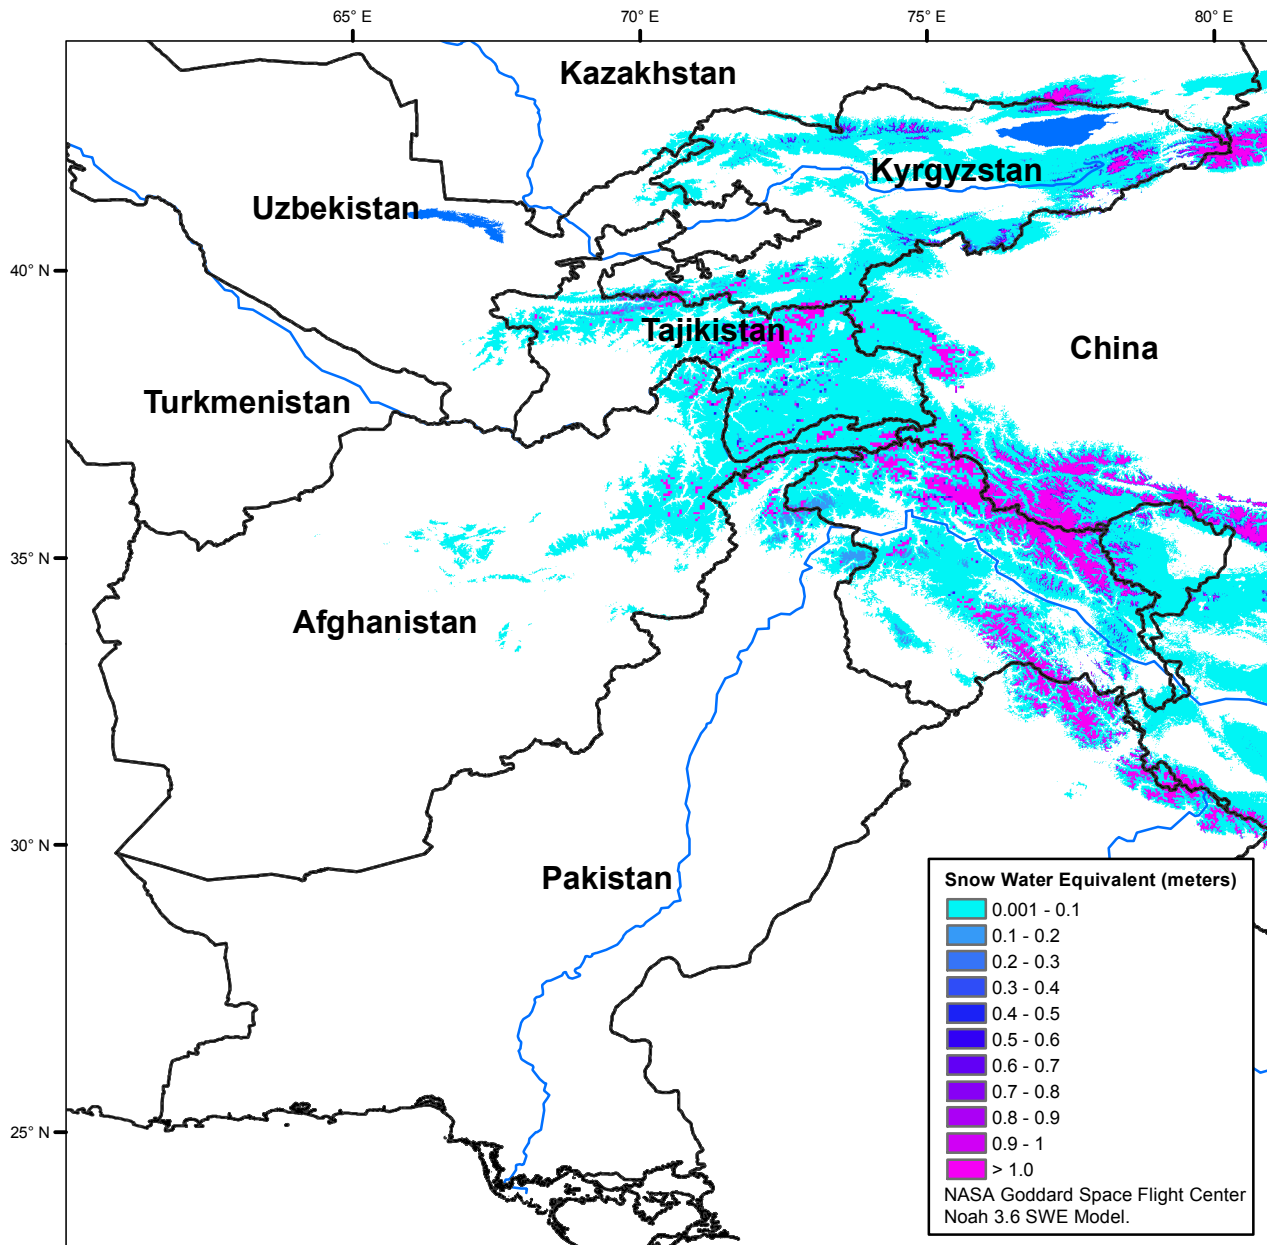 65° E
70° E
75° E
80° E
Kazakhstan
Kyrgyzstan
Uzbekistan
40° N
Tajikistan
China
Turkmenistan
35° N
Afghanistan
30° N
Pakistan
25° N
Snow Water Equivalent (meters)
0.001 - 0.1
0.1 - 0.2
0.2 - 0.3
0.3 - 0.4
0.4 - 0.5
0.5 - 0.6
0.6 - 0.7
0.7 - 0.8
0.8 - 0.9
0.9 - 1
> 1.0
NASA Goddard Space Flight Center
Noah 3.6 SWE Model.